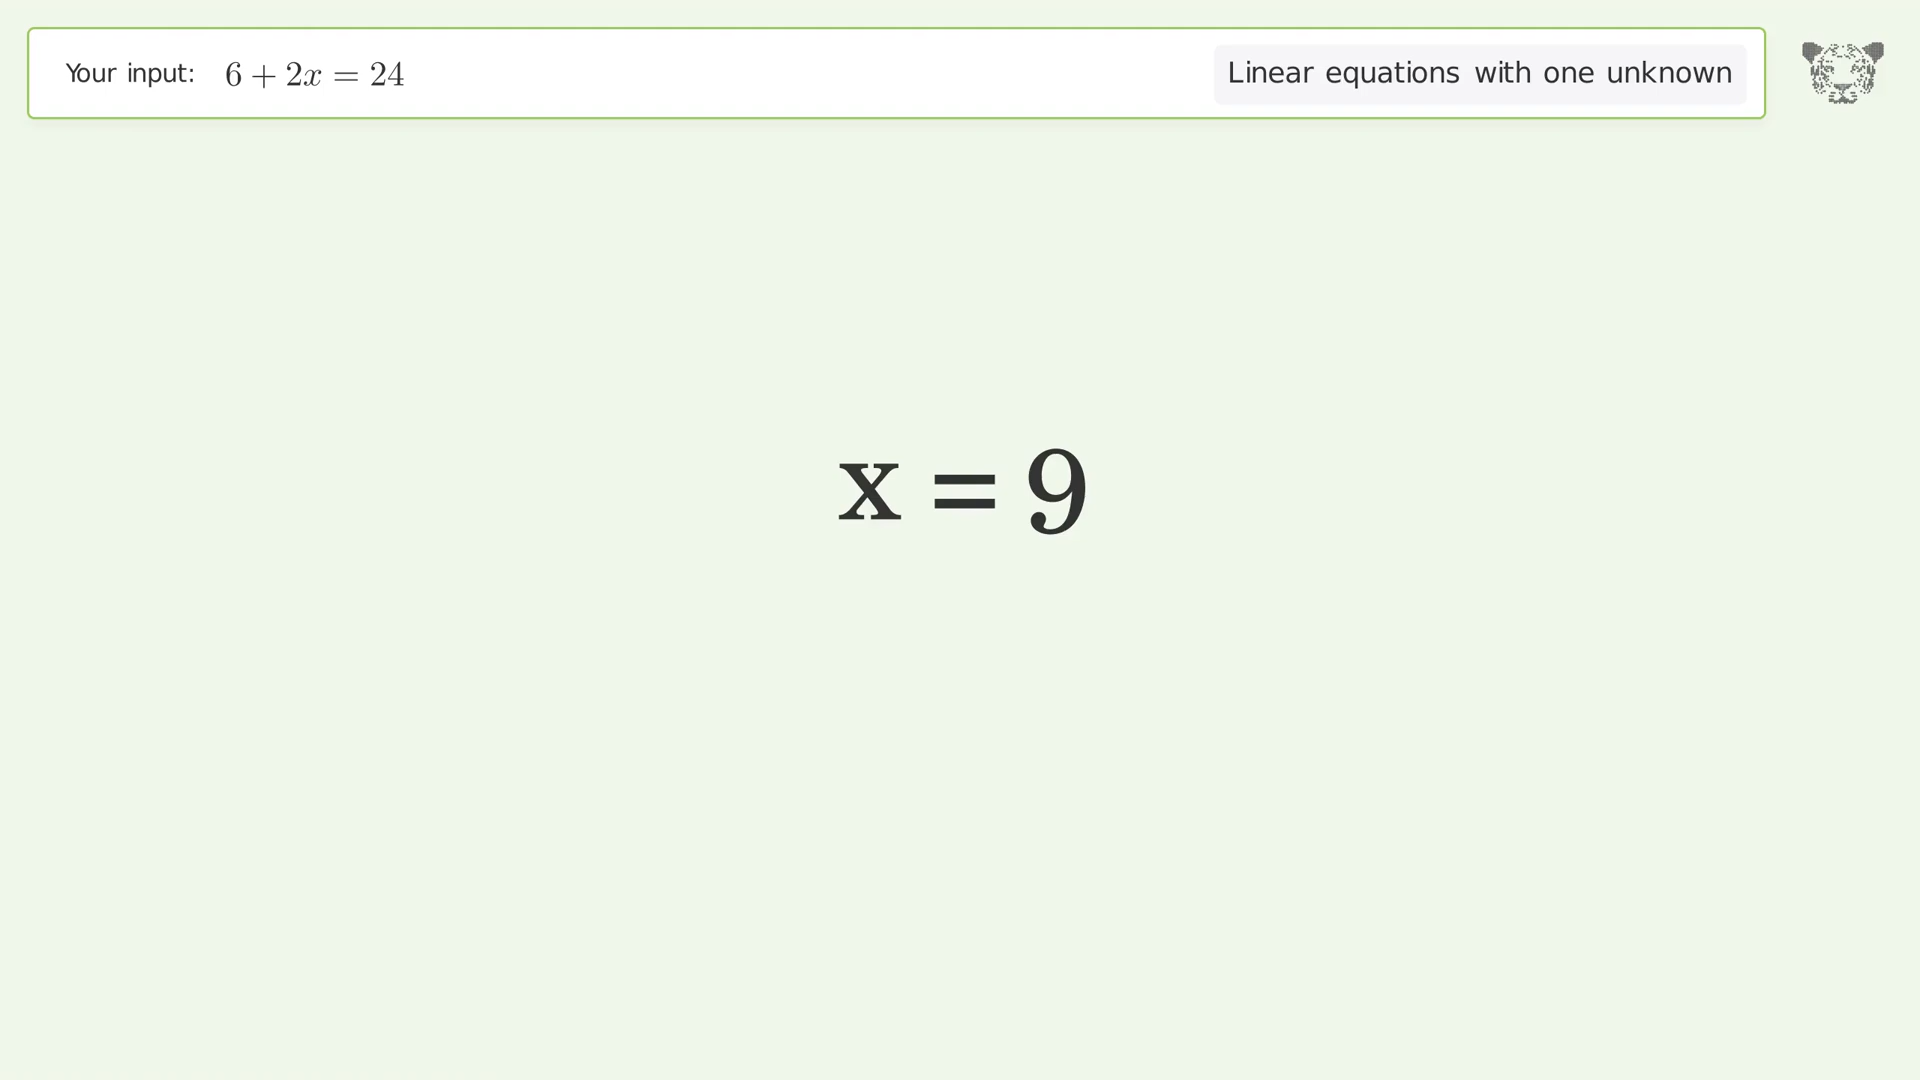 Your input: 6 + 2x = 24
Linear equations with one unknown
x = 9